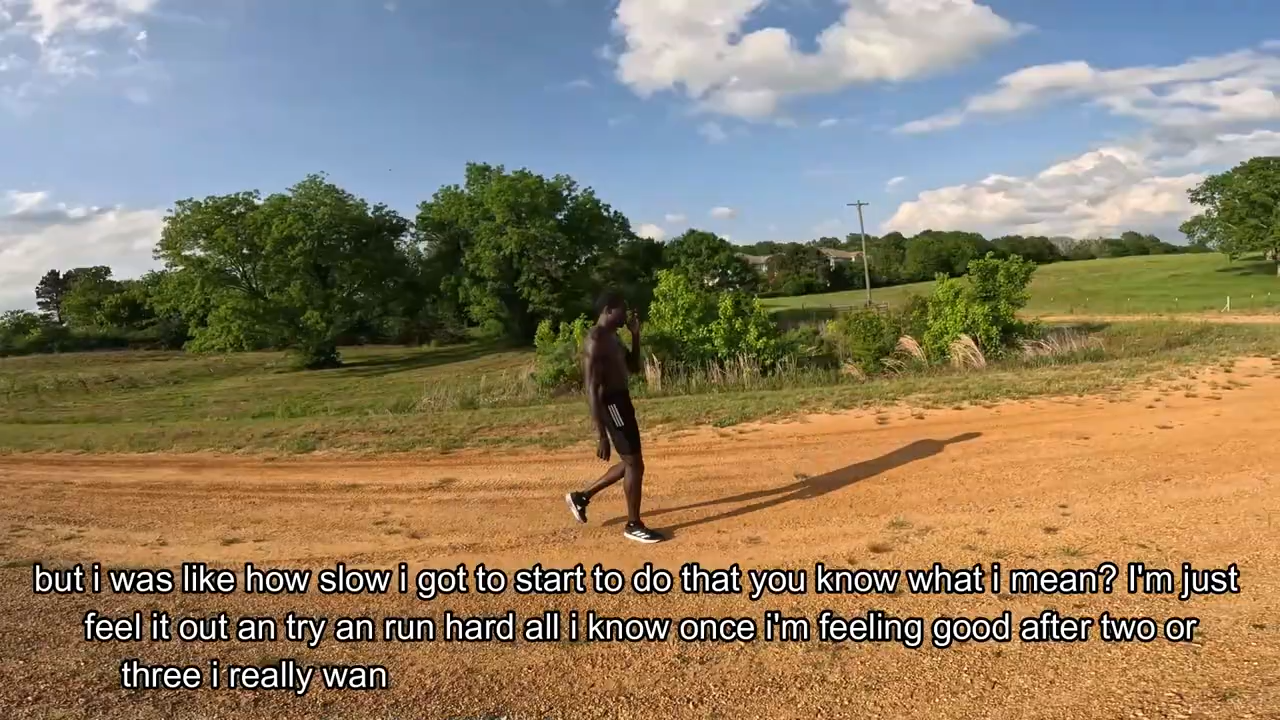 but i was like how slow i got to start to do that you know what i mean? I'm just
feel it out an try an run hard all i know once i'm feeling good after two or
three i really wan